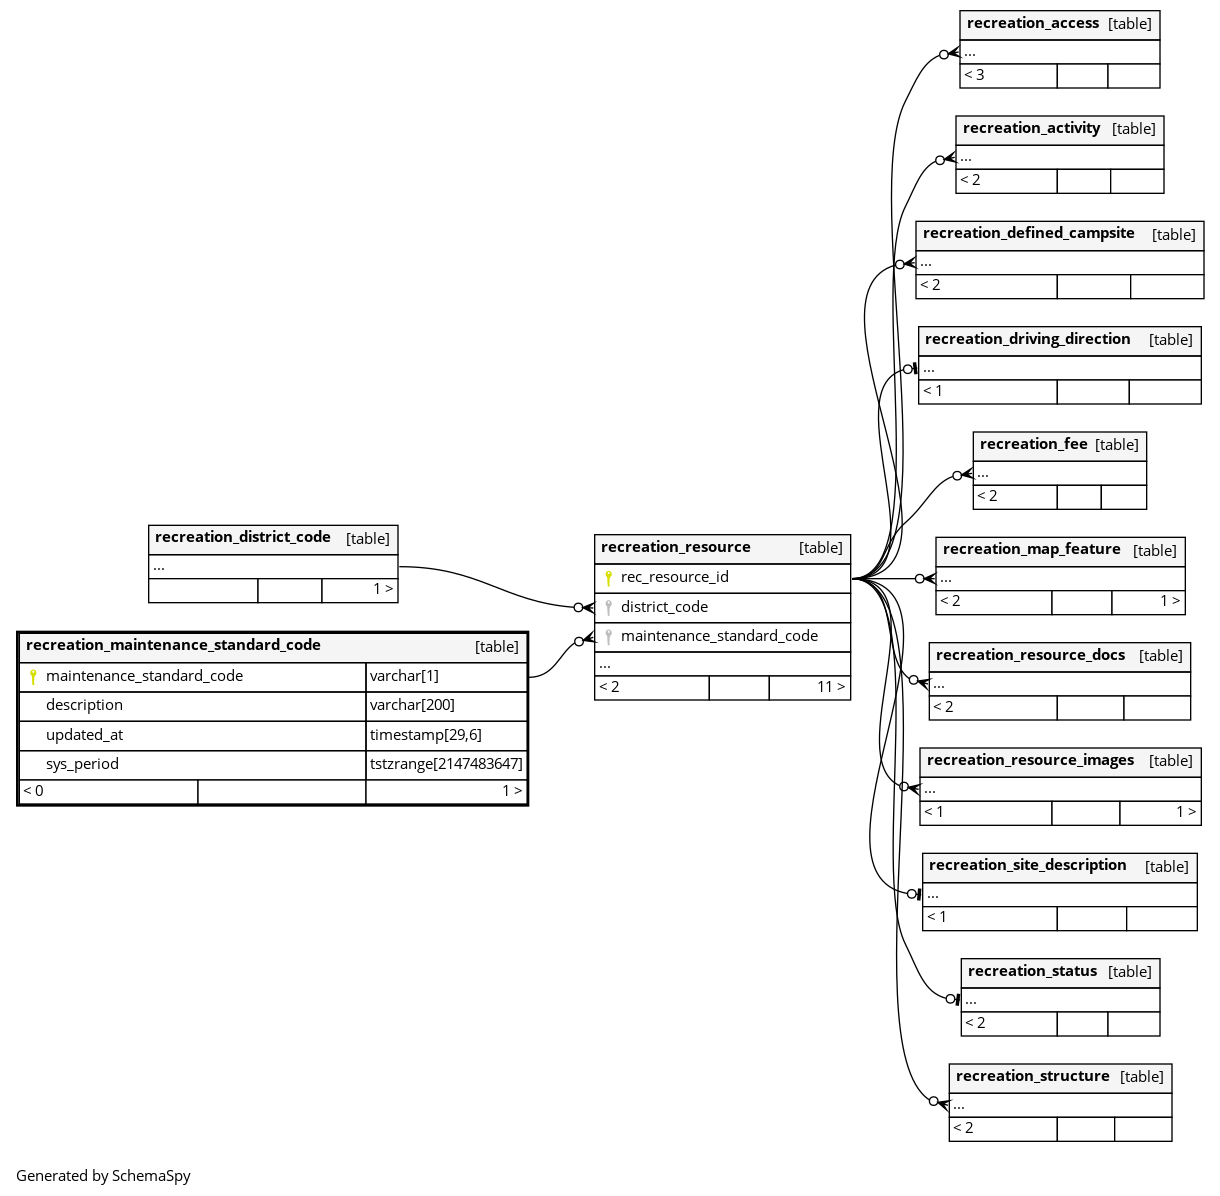 recreation_access [table]
...
< 3
recreation_activity [table]
...
< 2
recreation_defined_campsite [table]
...
< 2
recreation_driving_direction [table]
...
< 1
recreation_fee [table]
...
< 2
recreation_district_code [table]
...
1 >
recreation_resource [table]
rec_resource_id
district_code
maintenance_standard_code
...
< 2 11 >
recreation_map_feature [table]
...
< 2 1 >
recreation_maintenance_standard_code [table]
maintenance_standard_code varchar[1]
description varchar[200]
updated_at timestamp[29,6]
sys_period tstzrange[2147483647]
< 0 1 >
recreation_resource_docs [table]
...
< 2
recreation_resource_images [table]
...
< 1 1 >
recreation_site_description [table]
...
< 1
recreation_status [table]
...
< 2
recreation_structure [table]
...
< 2
Generated by SchemaSpy